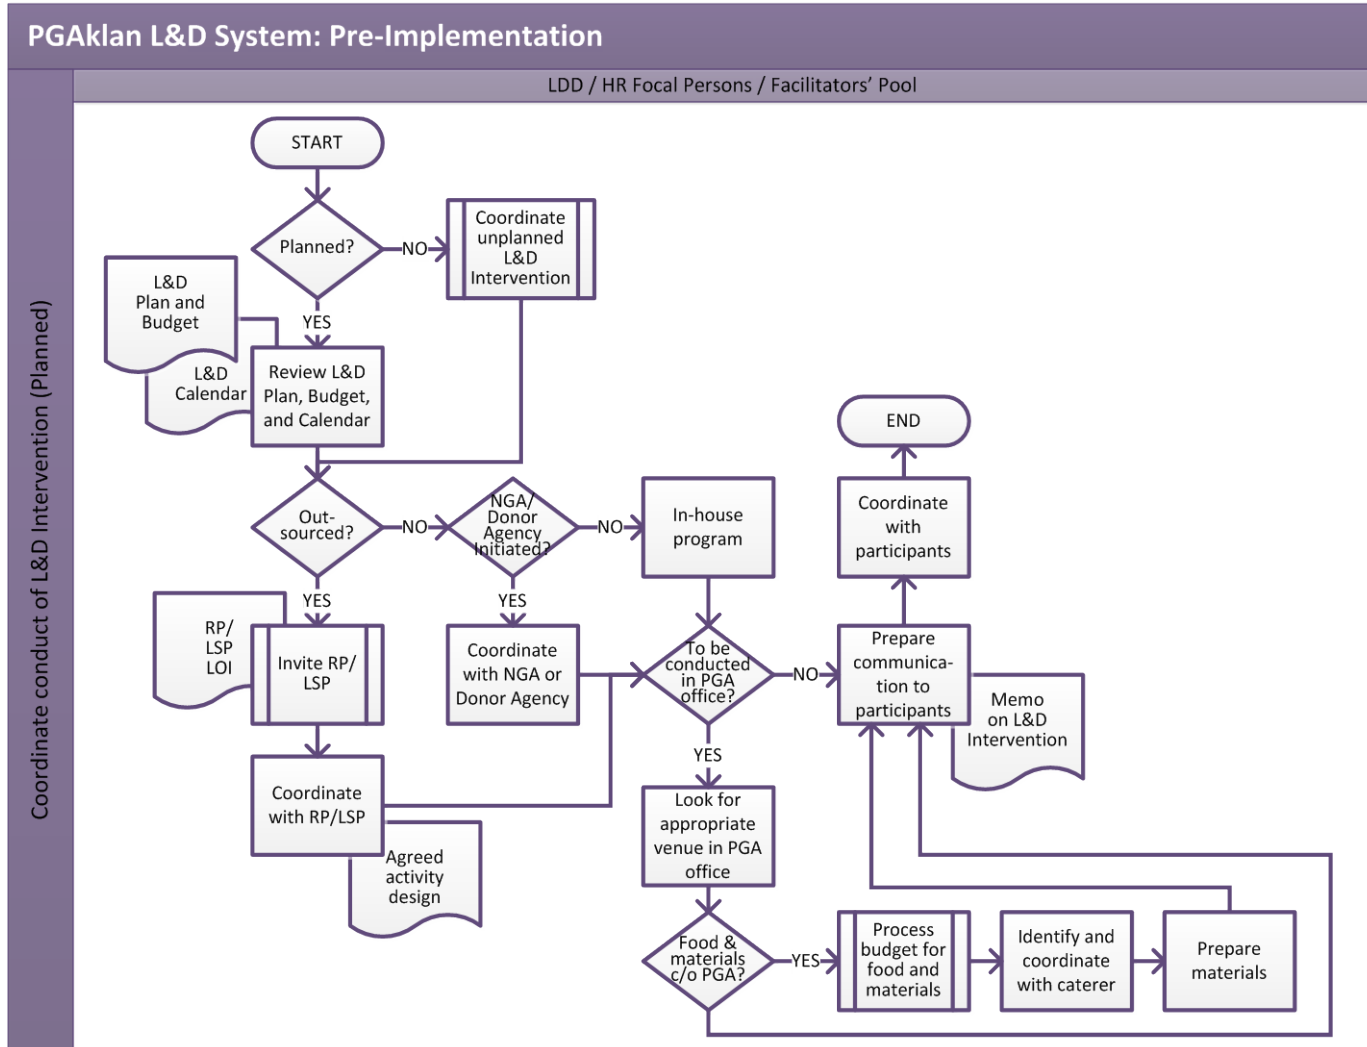 PGAklan L&D System: Pre-Implementation
LDD / HR Focal Persons / Facilitators' Pool
Coordinate conduct of L&D Intervention (Planned)
START
Planned?
NO
Coordinate
unplanned
L&D
Intervention
YES
L&D
Plan and
Budget
L&D
Calendar
Review L&D
Plan, Budget,
and Calendar
Out-
sourced?
NO
NGA/
Donor
Agency
Initiated?
NO
In-house
program
YES
YES
RP/
LSP
LOI
Invite RP/
LSP
Coordinate
with NGA or
Donor Agency
To be
conducted
in PGA
office?
NO
Prepare
communica-
tion to
participants
Memo
on L&D
Intervention
Coordinate
with
participants
END
Coordinate
with RP/LSP
Agreed
activity
design
YES
Look for
appropriate
venue in PGA
office
Food &
materials
c/o PGA?
YES
Process
budget for
food and
materials
Identify and
coordinate
with caterer
Prepare
materials